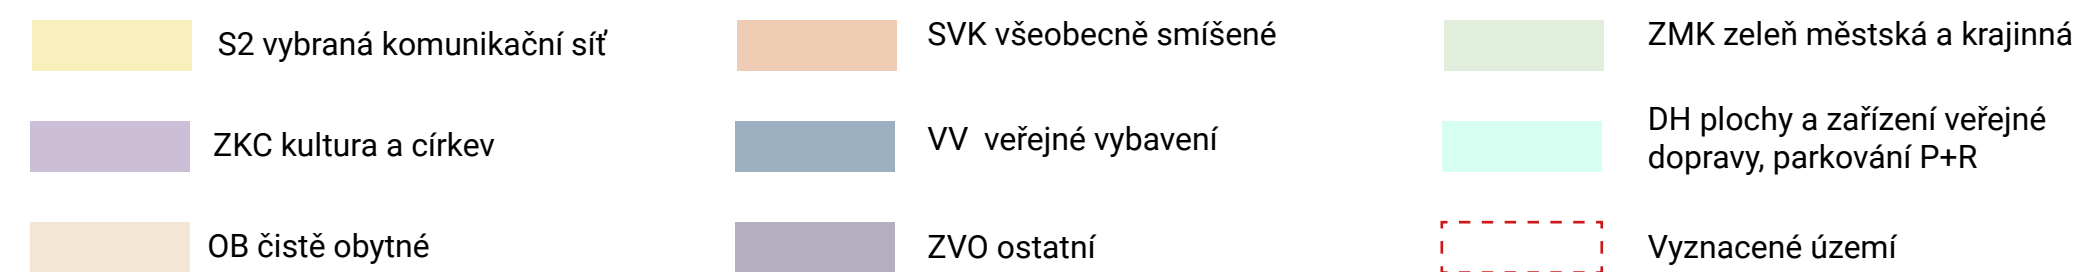 S2 vybraná komunikační síť
ZKC kultura a církev
OB čistě obytné
SVK všeobecně smíšené
VV  veřejné vybavení
ZVO ostatní
ZMK zeleň městská a krajinná
DH plochy a zařízení veřejné
dopravy, parkování P+R
Vyznacené území